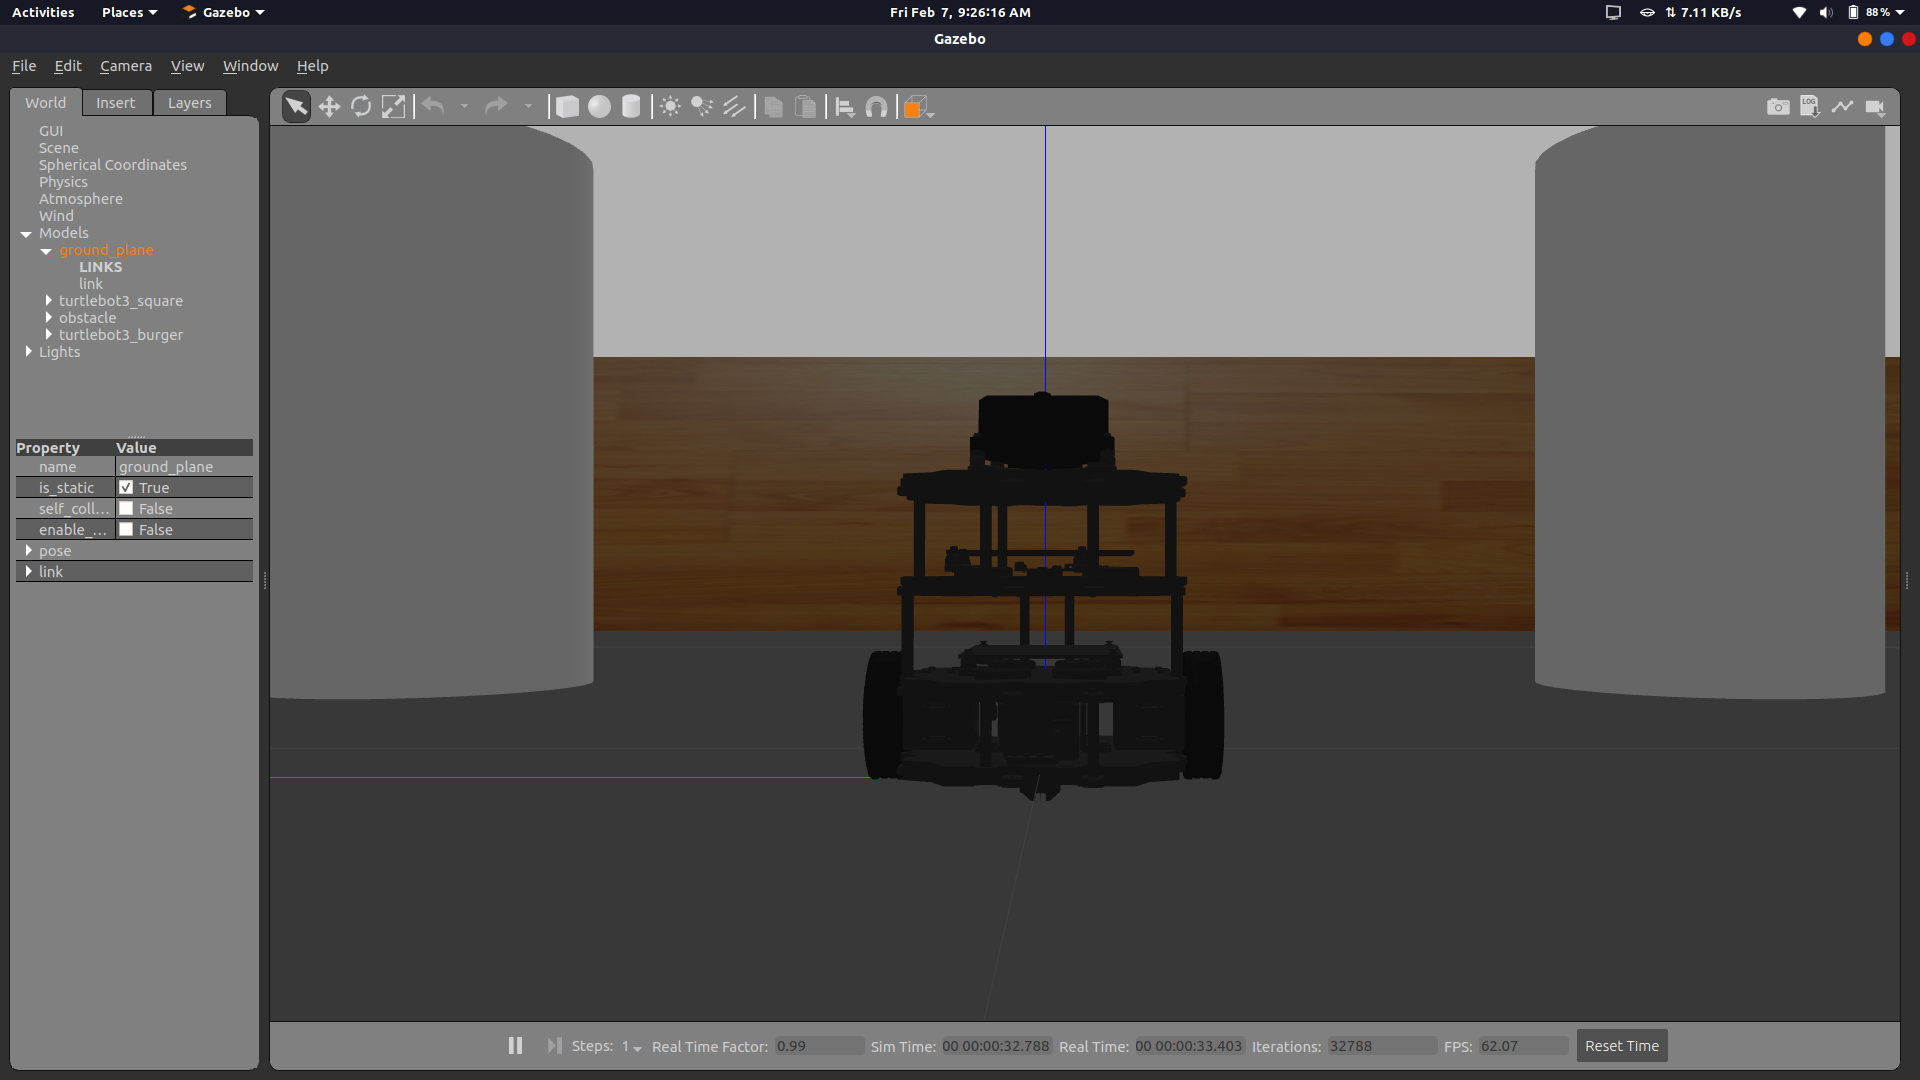 Activities Places Gazebo Fri Feb 7, 9:26:16 AM 7.11 KB/s 88%
Gazebo
File Edit Camera View Window Help
World Insert Layers
LOG
GUI
Scene
Spherical Coordinates
Physics
Atmosphere
Wind
Models
ground_plane
LINKS
link
turtlebot3_square
obstacle
turtlebot3_burger
Lights
Property Value
name ground_plane
is_static True
self_coll... False
enable_... False
pose
link
Steps: 1 Real Time Factor: 0.99 Sim Time: 00 00:00:32.788 Real Time: 00 00:00:33.403 Iterations: 32788 FPS: 62.07 Reset Time